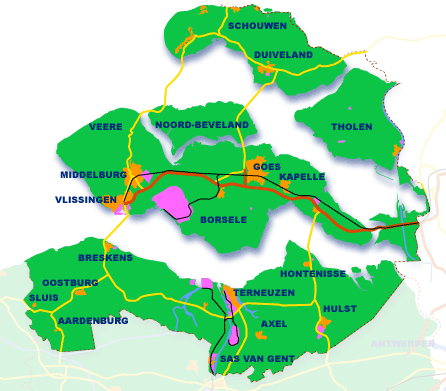 SCHOUWEN
DUIVELAND
VEERE
NOORD-BEVELAND
THOLEN
MIDDELBURG
GOES
KAPELLE
VLISSINGEN
BORSELE
BRESKENS
HONTENISSE
OOSTBURG
SLUIS
TERNEUZEN
HULST
AARDENBURG
AXEL
ANTWERPEN
SAS VAN GENT